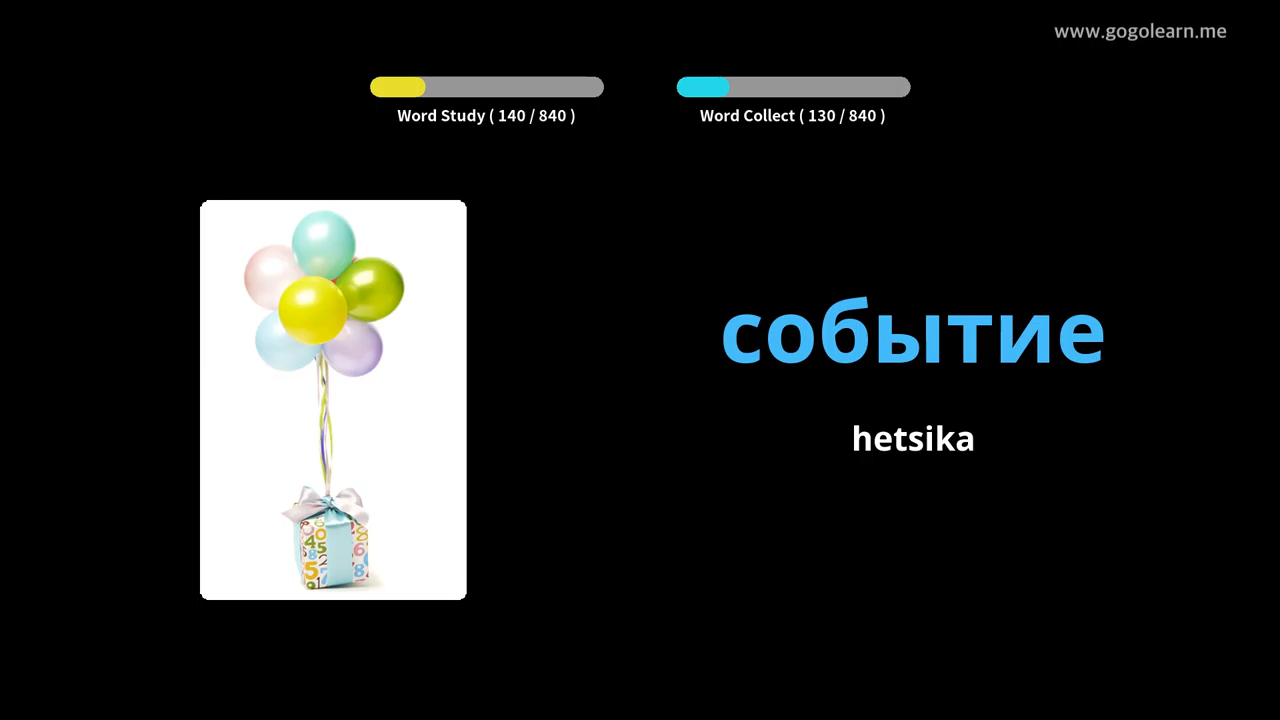 www.gogolearn.me
Word Study ( 140 / 840 )
Word Collect ( 130 / 840 )
событие
hetsika